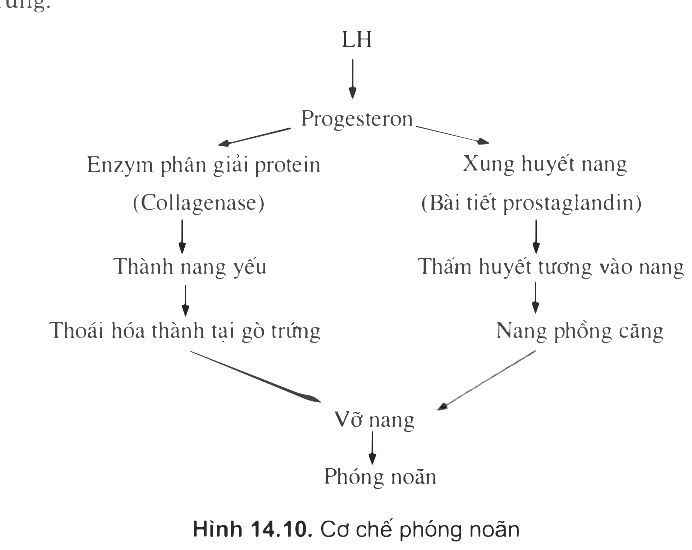 LH
Progesteron
Enzym phân giải protein
(Collagenase)
Xung huyết nang
(Bài tiết prostaglandin)
Thành nang yếu
Thấm huyết tương vào nang
Thoái hóa thành tại gò trứng
Nang phồng căng
Vỡ nang
Phóng noãn
Hình 14.10. Cơ chế phóng noãn